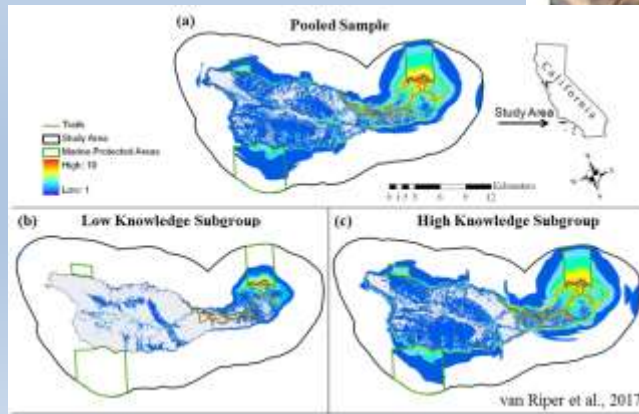 (a)
Pooled Sample
California
Study Area
Trails
Study Area
Marine Protected Areas
High: 10
Low: 1
Kilometers
(b) Low Knowledge Subgroup
(c) High Knowledge Subgroup
van Riper et al., 2017